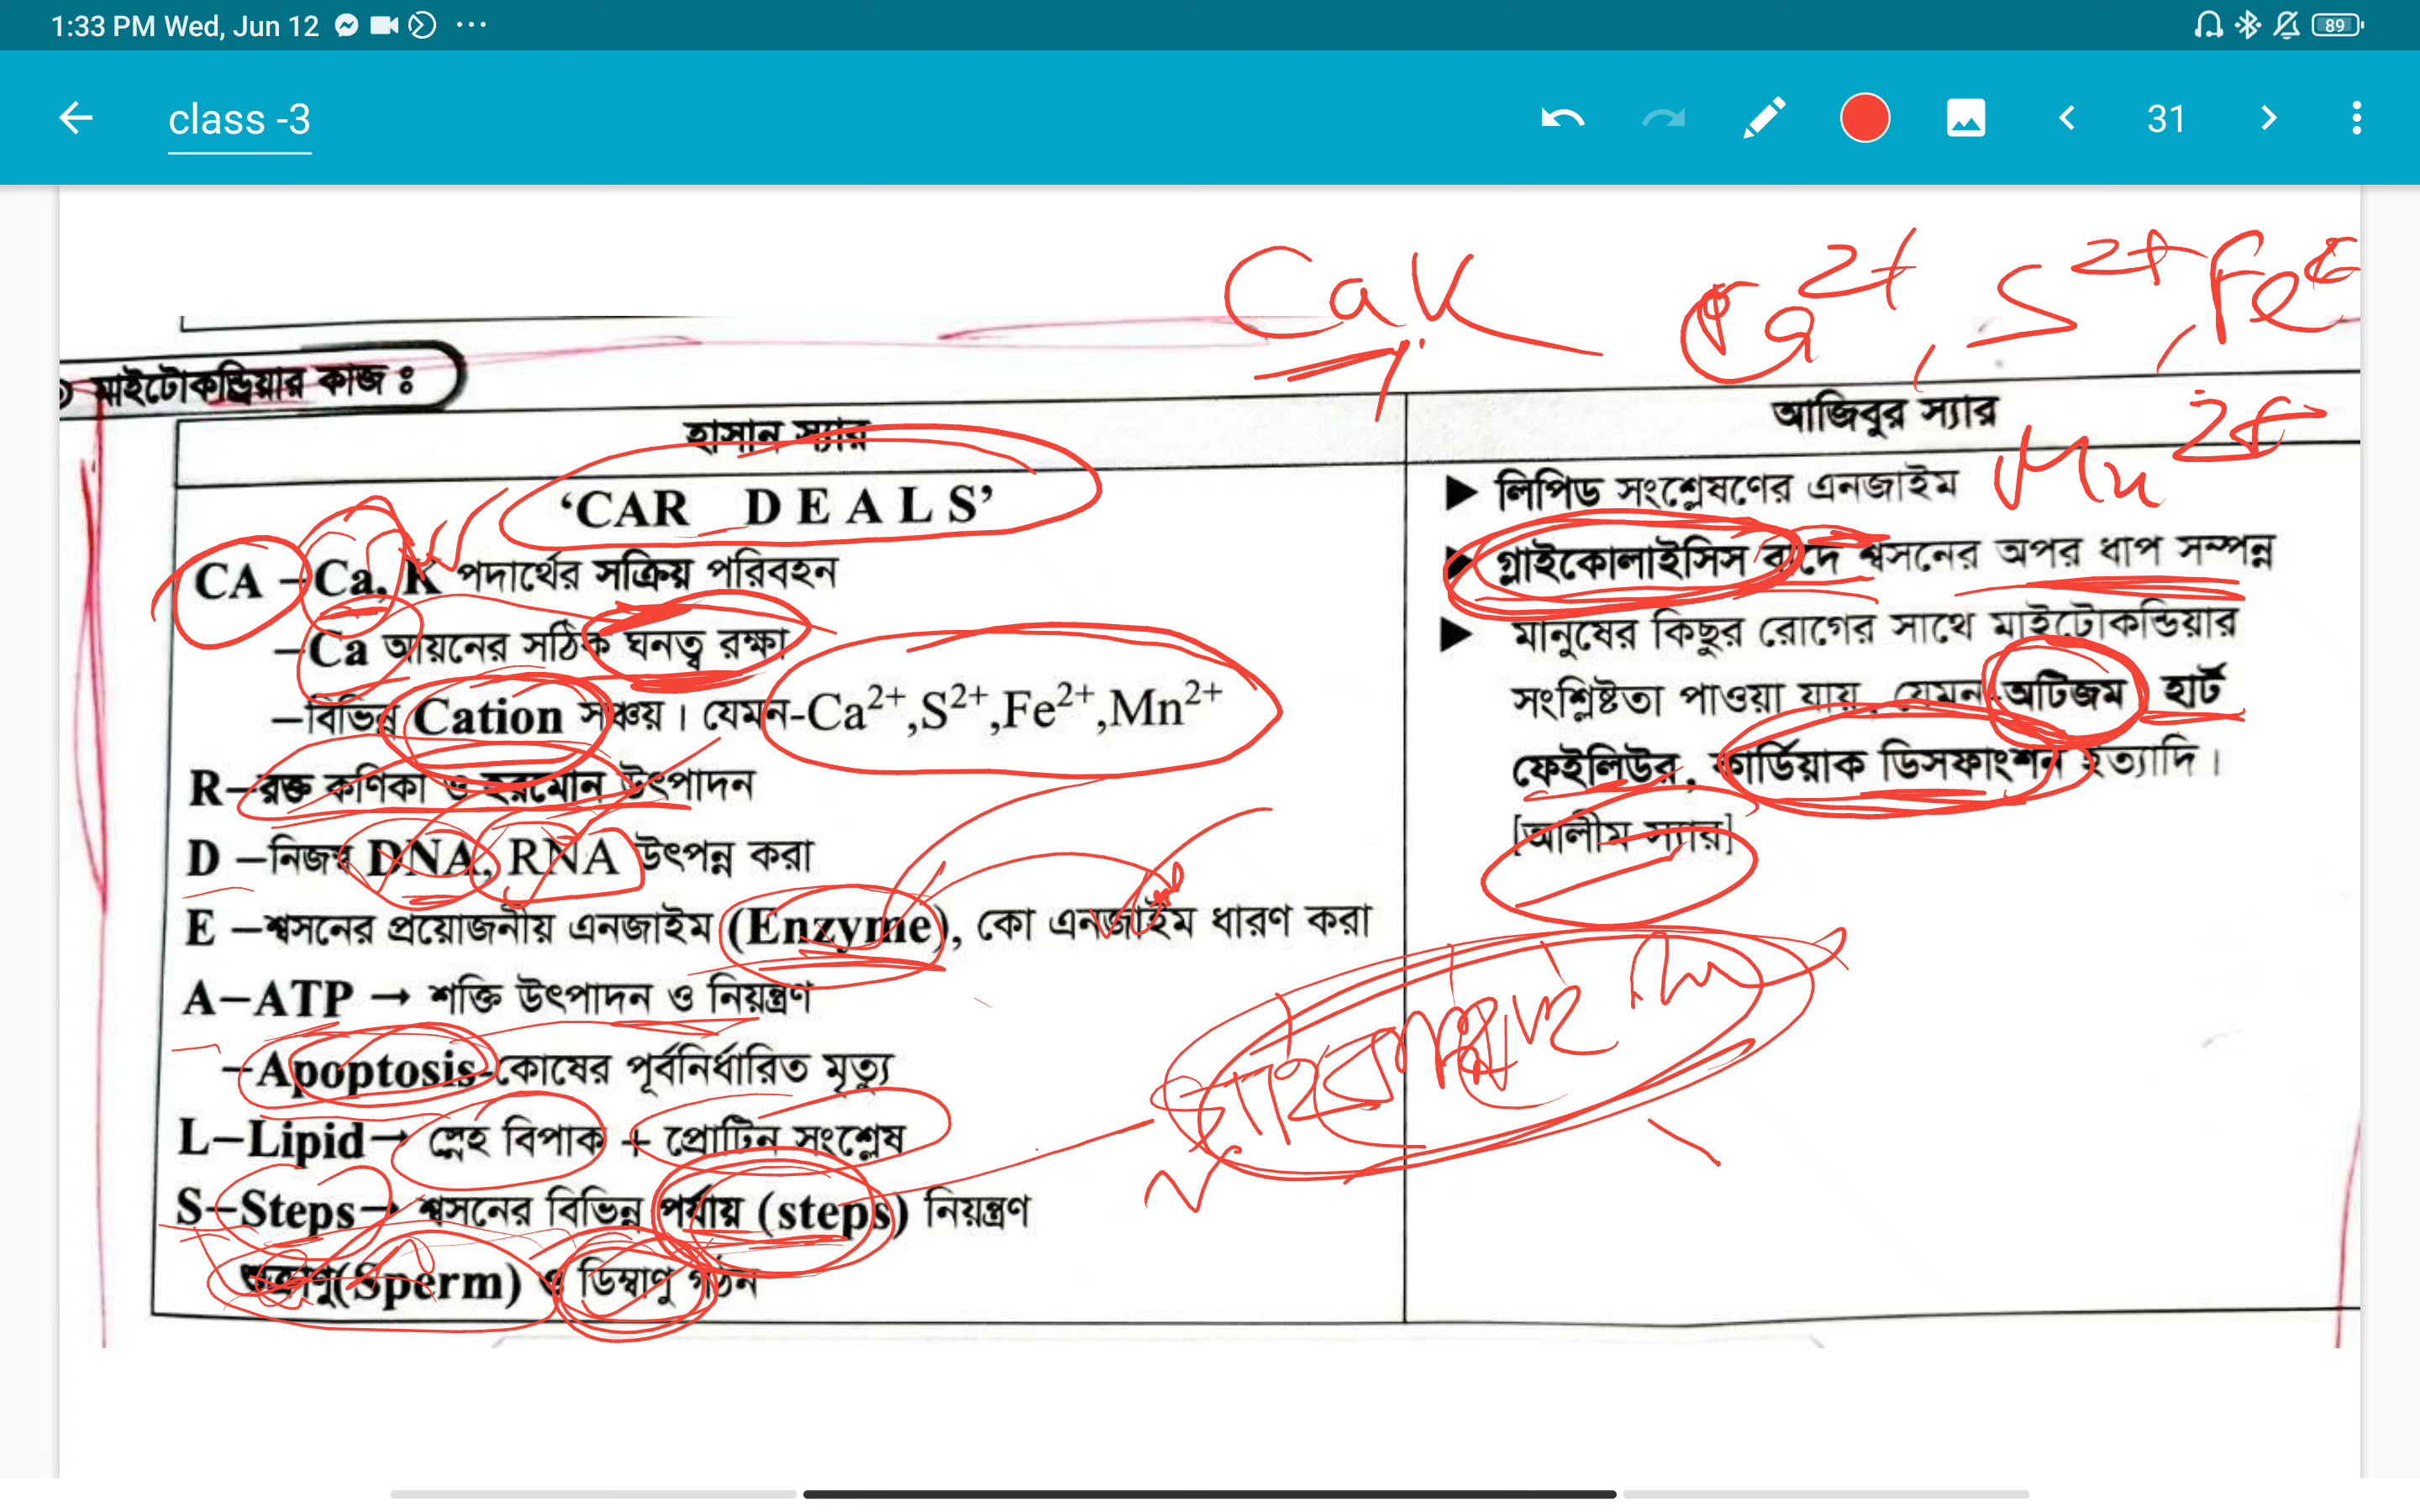 1:33 PM Wed, Jun 12
89
class -3
31
CaK Ca²⁺, S²⁺, Fe
Mn²⁺
মাইটোকন্ড্রিয়ার কাজ ঃ
হাসান স্যার
‘CAR D E A L S’
CA –Ca, K পদার্থের সক্রিয় পরিবহন
–Ca আয়নের সঠিক ঘনত্ব রক্ষা
–বিভিন্ন Cation সঞ্চয়। যেমন-Ca²⁺,S²⁺,Fe²⁺,Mn²⁺
R–রক্ত কণিকা ও হরমোন উৎপাদন
D –নিজস্ব DNA, RNA উৎপন্ন করা
E –শ্বসনের প্রয়োজনীয় এনজাইম (Enzyme), কো এনজাইম ধারণ করা
A–ATP → শক্তি উৎপাদন ও নিয়ন্ত্রণ
–Apoptosis-কোষের পূর্বনির্ধারিত মৃত্যু
L–Lipid→ স্নেহ বিপাক + প্রোটিন সংশ্লেষ
S–Steps→ শ্বসনের বিভিন্ন পর্যায় (steps) নিয়ন্ত্রণ
শুক্রাণু(Sperm) ও ডিম্বাণু গঠন
আজিবুর স্যার
▶ লিপিড সংশ্লেষণের এনজাইম
▶ গ্লাইকোলাইসিস বাদে শ্বসনের অপর ধাপ সম্পন্ন
▶ মানুষের কিছুর রোগের সাথে মাইটোকন্ডিয়ার
সংশ্লিষ্টতা পাওয়া যায়, যেমন-অটিজম, হার্ট
ফেইলিউর, কার্ডিয়াক ডিসফাংশন ইত্যাদি।
[আলীম স্যার]